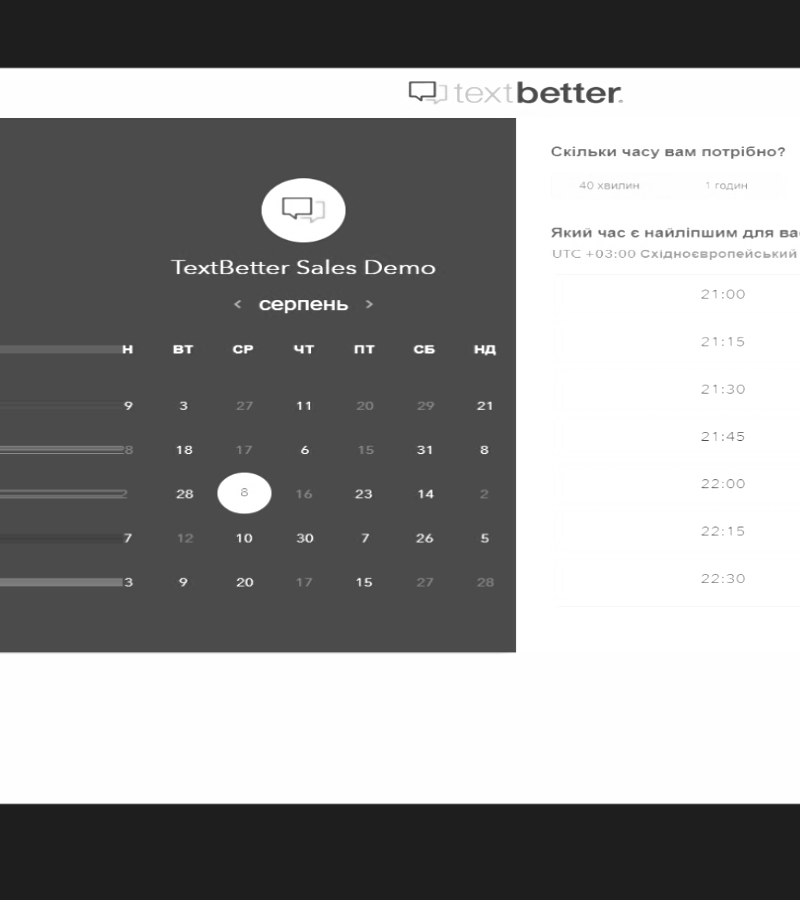 textbetter.
TextBetter Sales Demo
< серпень >
Н ВТ СР ЧТ ПТ СБ НД
9 3 27 11 20 29 21
8 18 17 6 15 31 8
2 28 8 16 23 14 2
7 12 10 30 7 26 5
3 9 20 17 15 27 28
Скільки часу вам потрібно?
40 хвилин 1 годин
Який час є найліпшим для ва
UTC +03:00 Східноєвропейський
21:00
21:15
21:30
21:45
22:00
22:15
22:30